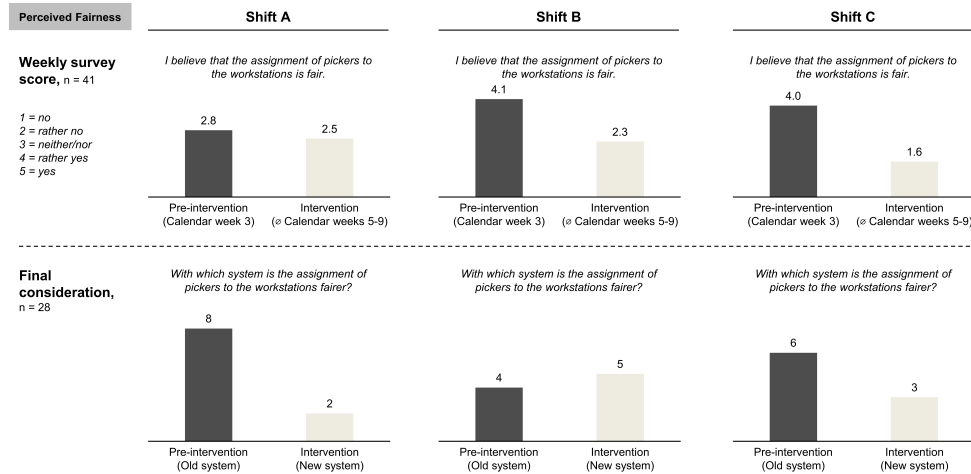 Perceived Fairness
Shift A
Shift B
Shift C
Weekly survey
score, n = 41
1 = no
2 = rather no
3 = neither/nor
4 = rather yes
5 = yes
I believe that the assignment of pickers to
the workstations is fair.
2.8
2.5
Pre-intervention
(Calendar week 3)
Intervention
(⌀ Calendar weeks 5-9)
I believe that the assignment of pickers to
the workstations is fair.
4.1
2.3
Pre-intervention
(Calendar week 3)
Intervention
(⌀ Calendar weeks 5-9)
I believe that the assignment of pickers to
the workstations is fair.
4.0
1.6
Pre-intervention
(Calendar week 3)
Intervention
(⌀ Calendar weeks 5-9)
Final
consideration,
n = 28
With which system is the assignment of
pickers to the workstations fairer?
8
2
Pre-intervention
(Old system)
Intervention
(New system)
With which system is the assignment of
pickers to the workstations fairer?
4
5
Pre-intervention
(Old system)
Intervention
(New system)
With which system is the assignment of
pickers to the workstations fairer?
6
3
Pre-intervention
(Old system)
Intervention
(New system)